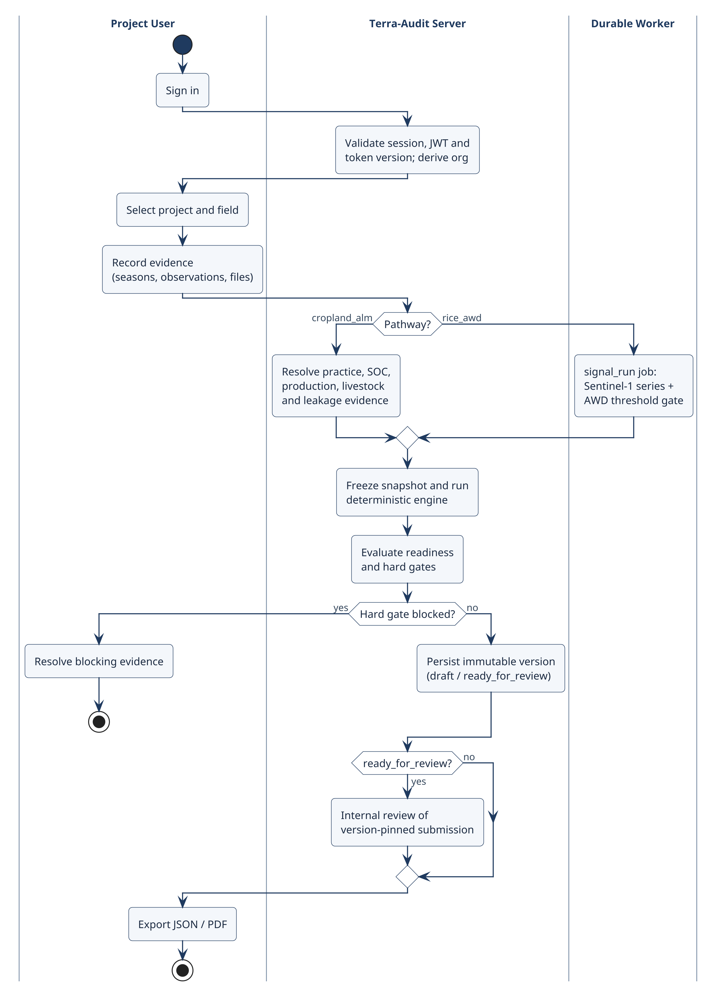 Project User
Terra-Audit Server
Durable Worker
Sign in
Validate session, JWT and
token version; derive org
Select project and field
Record evidence
(seasons, observations, files)
cropland_alm
Pathway?
rice_awd
Resolve practice, SOC,
production, livestock
and leakage evidence
signal_run job:
Sentinel-1 series +
AWD threshold gate
Freeze snapshot and run
deterministic engine
Evaluate readiness
and hard gates
yes
Hard gate blocked?
no
Resolve blocking evidence
Persist immutable version
(draft / ready_for_review)
ready_for_review?
no
yes
Internal review of
version-pinned submission
Export JSON / PDF